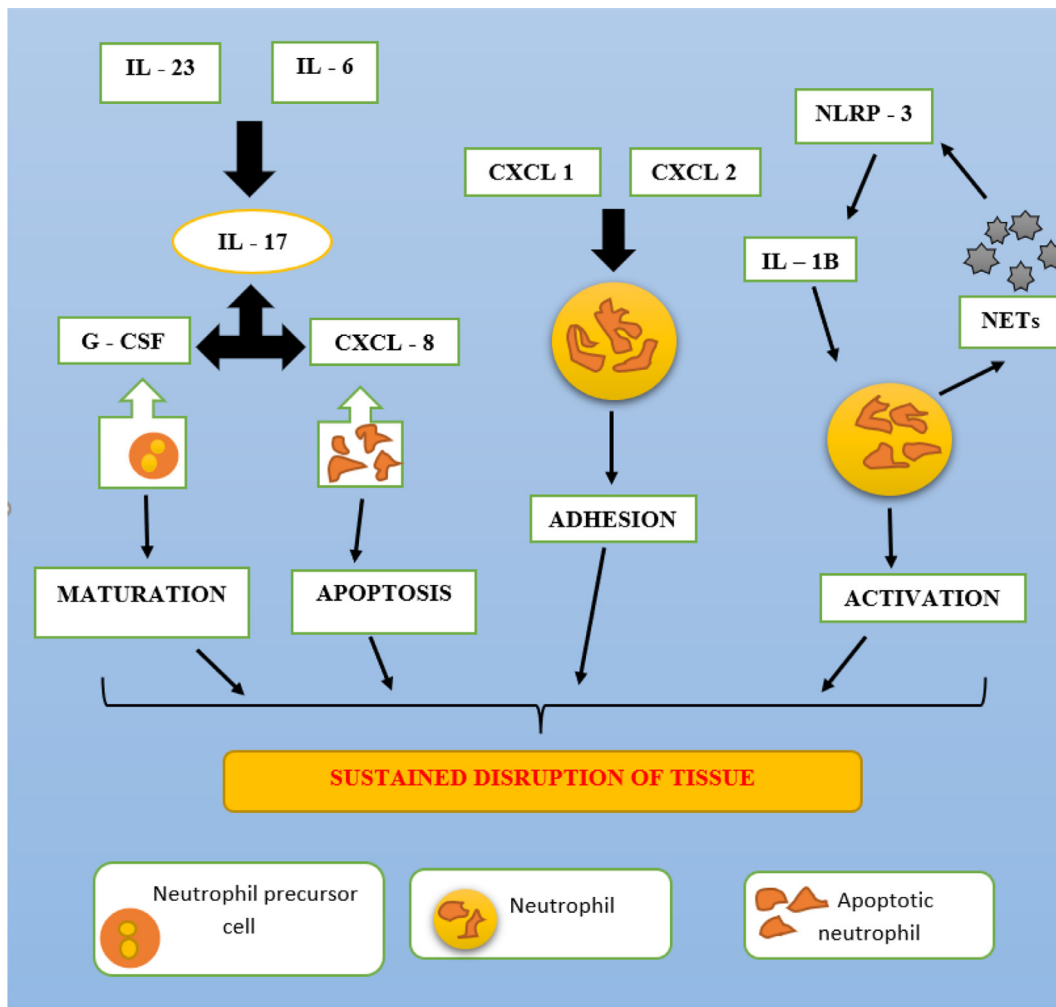 IL - 23
IL - 6
NLRP - 3
CXCL 1
CXCL 2
IL - 17
IL – 1B
NETs
G - CSF
CXCL - 8
ADHESION
MATURATION
APOPTOSIS
ACTIVATION
SUSTAINED DISRUPTION OF TISSUE
Neutrophil precursor
cell
Neutrophil
Apoptotic
neutrophil